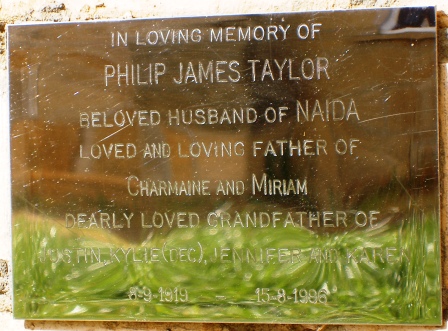 IN LOVING MEMORY OF
PHILIP JAMES TAYLOR
BELOVED HUSBAND OF NAIDA
LOVED AND LOVING FATHER OF
CHARMAINE AND MIRIAM
DEARLY LOVED GRANDFATHER OF
JUSTIN, KYLIE(DEC), JENNIFER AND KAREN
8-9-1919 - 15-8-1996